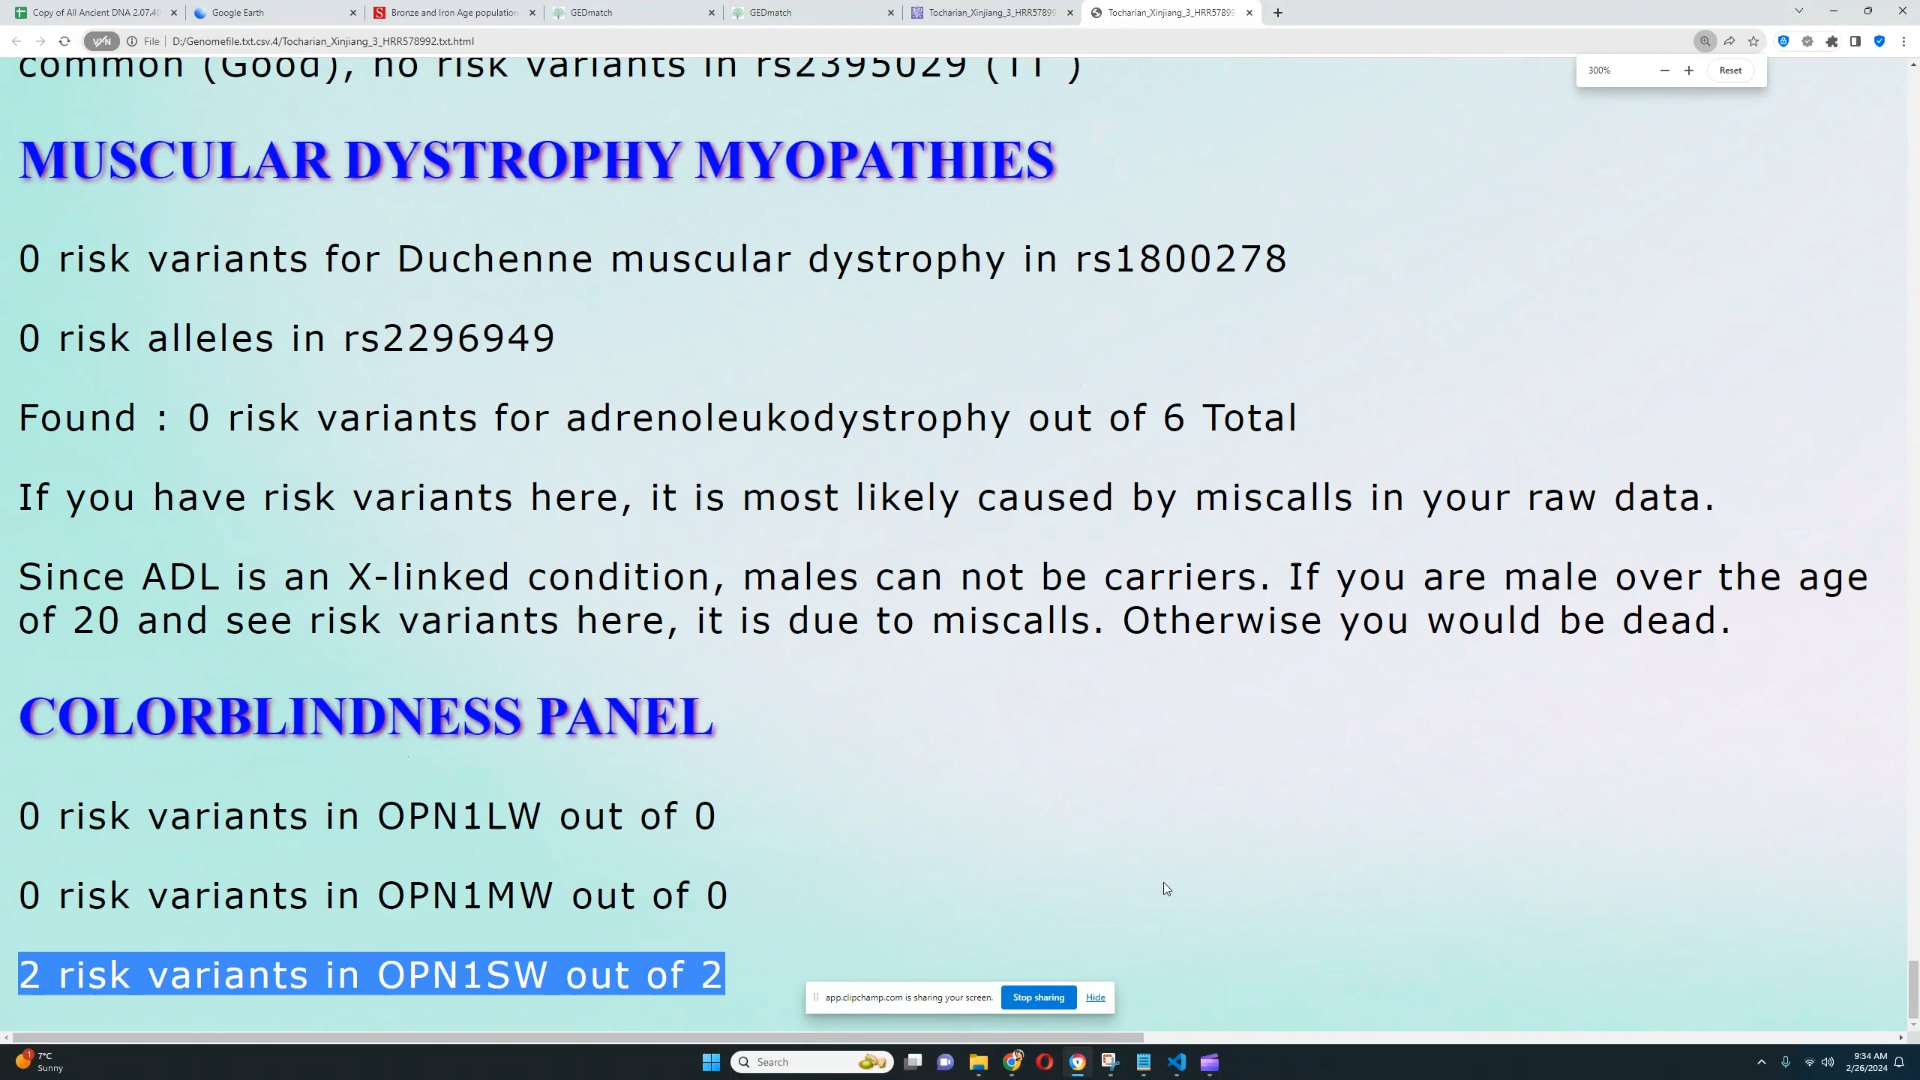 Copy of All Ancient DNA 2.07.40
Google Earth
Bronze and Iron Age population
GEDmatch
GEDmatch
Tocharian_Xinjiang_3_HRR57899
Tocharian_Xinjiang_3_HRR57899
File
D:/Genomefile.txt.csv.4/Tocharian_Xinjiang_3_HRR578992.txt.html
300%
Reset
common (Good), no risk variants in rs2395029 (TT )
MUSCULAR DYSTROPHY MYOPATHIES
0 risk variants for Duchenne muscular dystrophy in rs1800278
0 risk alleles in rs2296949
Found : 0 risk variants for adrenoleukodystrophy out of 6 Total
If you have risk variants here, it is most likely caused by miscalls in your raw data.
Since ADL is an X-linked condition, males can not be carriers. If you are male over the age
of 20 and see risk variants here, it is due to miscalls. Otherwise you would be dead.
COLORBLINDNESS PANEL
0 risk variants in OPN1LW out of 0
0 risk variants in OPN1MW out of 0
2 risk variants in OPN1SW out of 2
app.clipchamp.com is sharing your screen.
Stop sharing
Hide
1
7°C
Sunny
Search
9:34 AM
2/26/2024